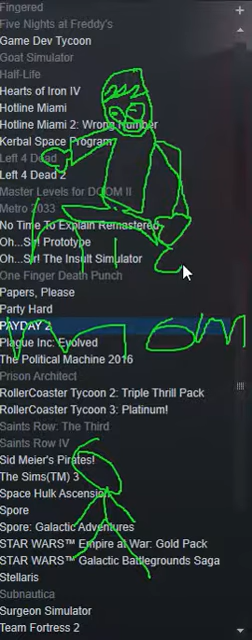 Fingered
Five Nights at Freddy's
Game Dev Tycoon
Goat Simulator
Half-Life
Hearts of Iron IV
Hotline Miami
Hotline Miami 2: Wrong Number
Kerbal Space Program
Left 4 Dead
Left 4 Dead 2
Master Levels for DOOM II
Metro 2033
No Time To Explain Remastered
Oh...Sir! Prototype
Oh...Sir! The Insult Simulator
One Finger Death Punch
Papers, Please
Party Hard
PAYDAY 2
Plague Inc: Evolved
The Political Machine 2016
Prison Architect
RollerCoaster Tycoon 2: Triple Thrill Pack
RollerCoaster Tycoon 3: Platinum!
Saints Row: The Third
Saints Row IV
Sid Meier's Pirates!
The Sims(TM) 3
Space Hulk Ascension
Spore
Spore: Galactic Adventures
STAR WARS™ Empire at War: Gold Pack
STAR WARS™ Galactic Battlegrounds Saga
Stellaris
Subnautica
Surgeon Simulator
Team Fortress 2